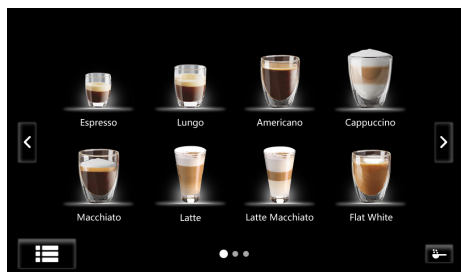 Espresso
Lungo
Americano
Cappuccino
Macchiato
Latte
Latte Macchiato
Flat White